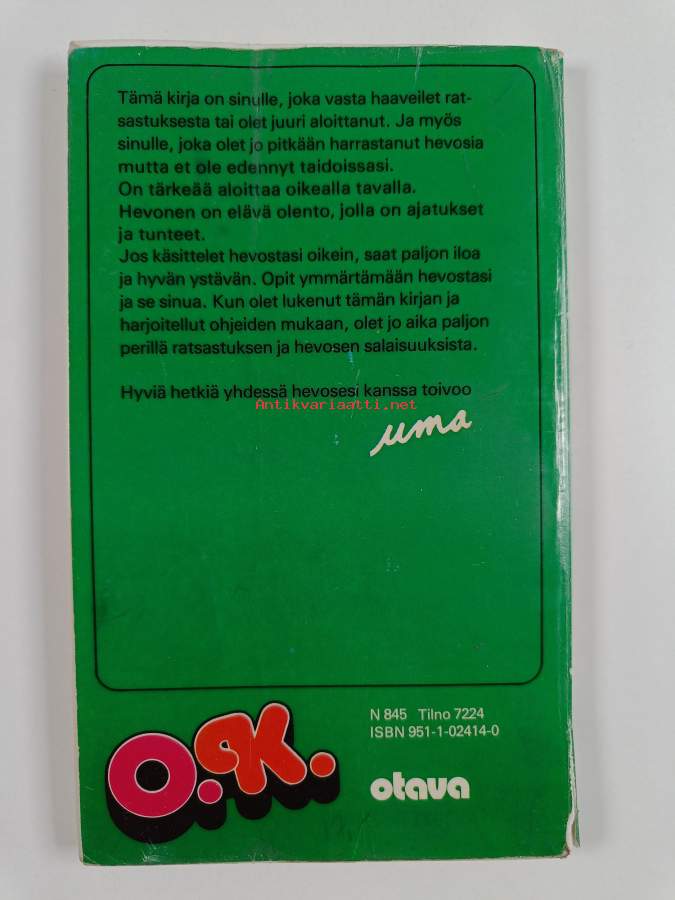 Tämä kirja on sinulle, joka vasta haaveilet rat-
sastuksesta tai olet juuri aloittanut. Ja myös
sinulle, joka olet jo pitkään harrastanut hevosia
mutta et ole edennyt taidoissasi.
On tärkeää aloittaa oikealla tavalla.
Hevonen on elävä olento, jolla on ajatukset
ja tunteet.
Jos käsittelet hevostasi oikein, saat paljon iloa
ja hyvän ystävän. Opit ymmärtämään hevostasi
ja se sinua. Kun olet lukenut tämän kirjan ja
harjoitellut ohjeiden mukaan, olet jo aika paljon
perillä ratsastuksen ja hevosen salaisuuksista.
Hyviä hetkiä yhdessä hevosesi kanssa toivoo
Antikvariaatti.net
uma
N 845 Tilno 7224
ISBN 951-1-02414-0
O.K.
otava